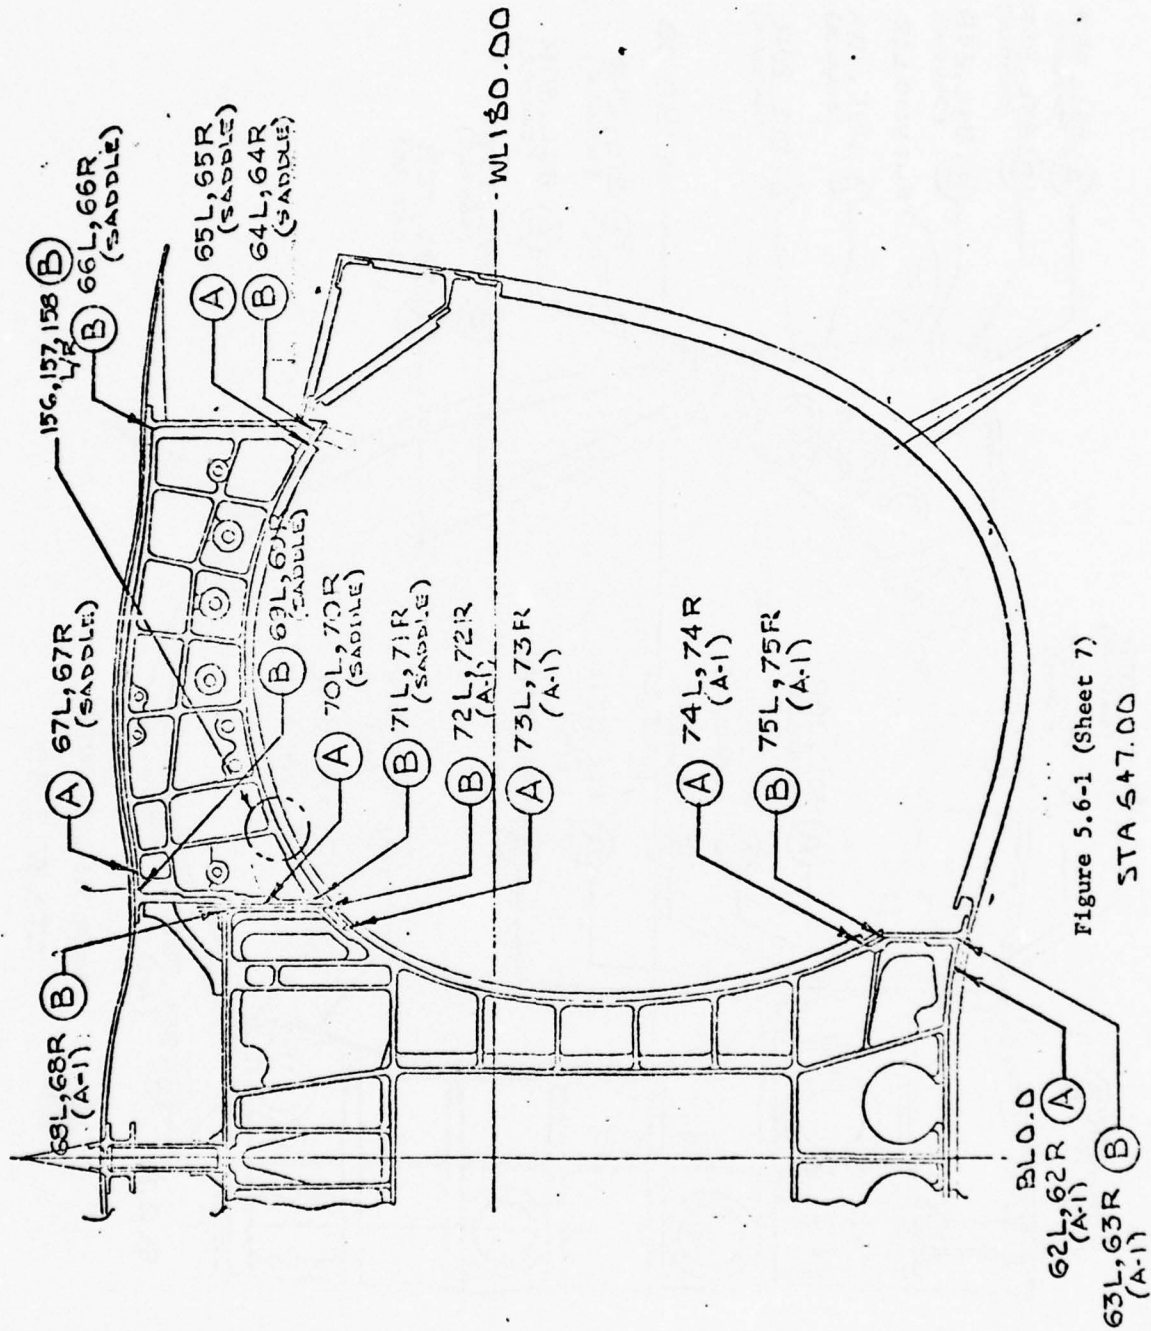 156, 157, 158 B
L/R
B 66L, 66R
(SADDLE)
A 65L, 65R
(SADDLE)
B 64L, 64R
(SADDLE)
WL180.00
A 67L, 67R
(SADDLE)
B 69L, 69R
(SADDLE)
A 70L, 70R
(SADDLE)
B 71L, 71R
(SADDLE)
B 72L, 72R
(A-1)
A 73L, 73R
(A-1)
A 74L, 74R
(A-1)
B 75L, 75R
(A-1)
68L, 68R B
(A-1)
BL0.0
62L, 62R A
(A-1)
63L, 63R B
(A-1)
Figure 5.6-1 (Sheet 7)
STA 647.00